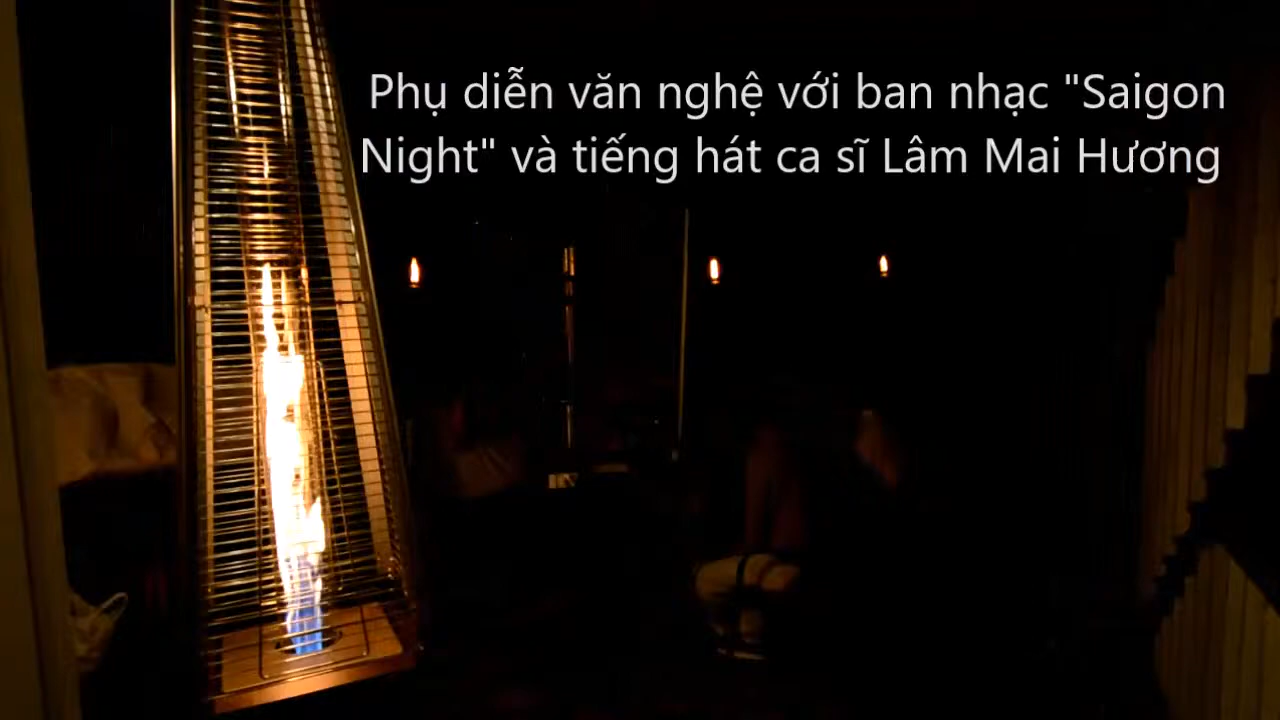 Phụ diễn văn nghệ với ban nhạc "Saigon
Night" và tiếng hát ca sĩ Lâm Mai Hương